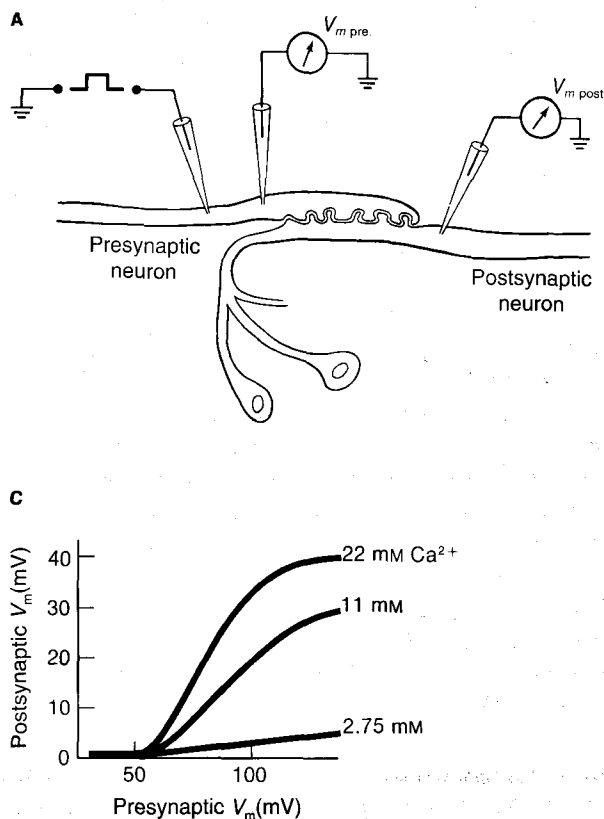 A
V_m pre.
V_m post
Presynaptic
neuron
Postsynaptic
neuron
C
Postsynaptic V_m(mV)
40
30
20
10
0
22 mM Ca²⁺
11 mM
2.75 mM
50
100
Presynaptic V_m(mV)